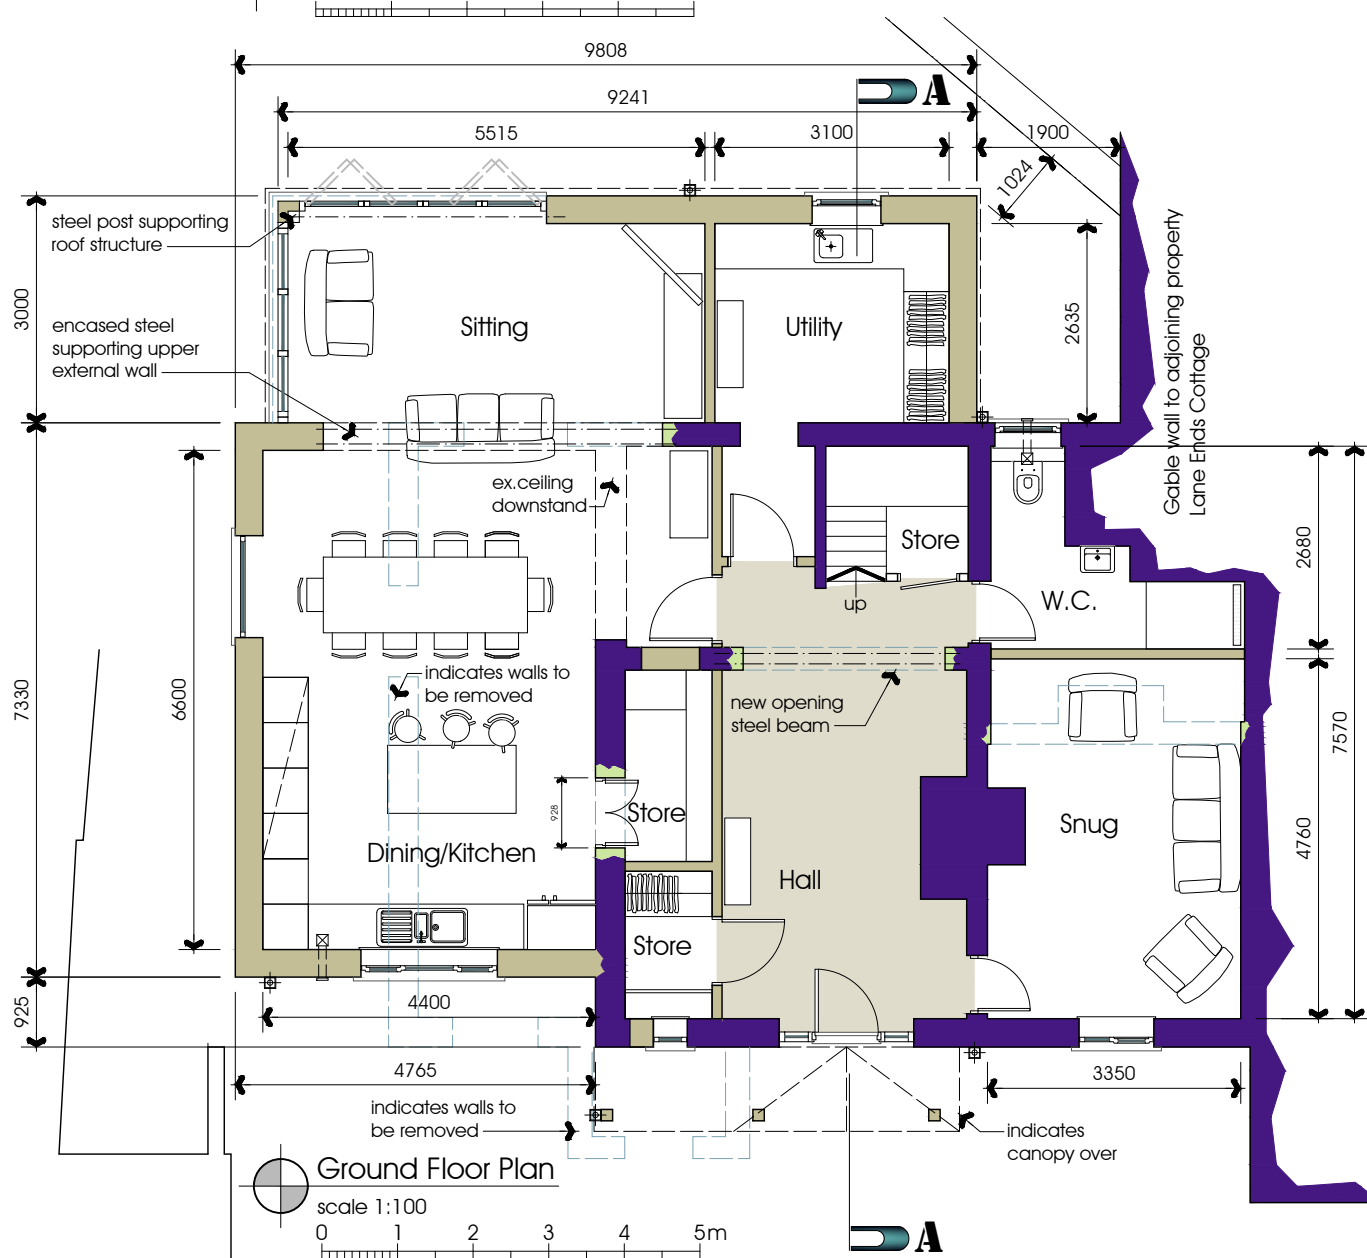 9808
9241
A
5515
3100
1900
1024
steel post supporting
roof structure
3000
encased steel
supporting upper
external wall
Sitting
Utility
2635
Gable wall to adjoining property
Lane Ends Cottage
ex.ceiling
downstand
Store
up
W.C.
2680
7330
6600
indicates walls to
be removed
new opening
steel beam
7570
928
Store
Snug
4760
Dining/Kitchen
Hall
Store
925
4400
4765
3350
indicates walls to
be removed
indicates
canopy over
Ground Floor Plan
scale 1:100
0 1 2 3 4 5m
A